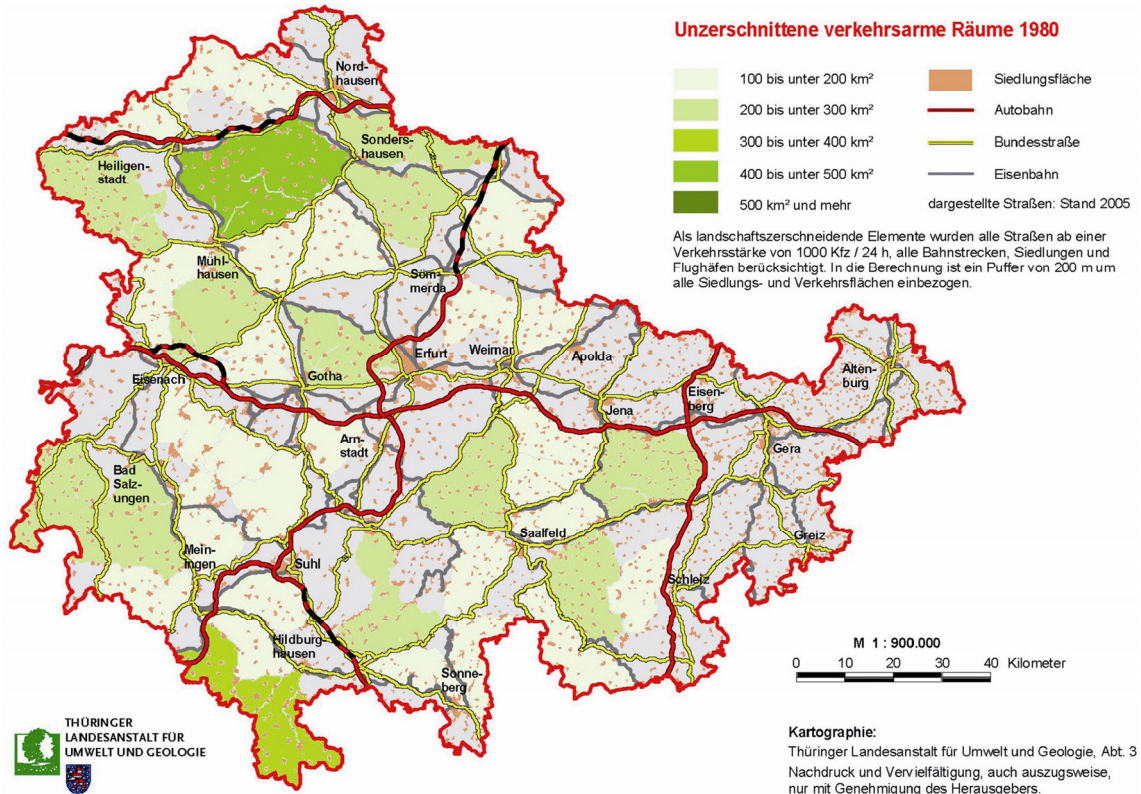 Unzerschnittene verkehrsarme Räume 1980
100 bis unter 200 km²
200 bis unter 300 km²
300 bis unter 400 km²
400 bis unter 500 km²
500 km² und mehr
Siedlungsfläche
Autobahn
Bundesstraße
Eisenbahn
dargestellte Straßen: Stand 2005
Als landschaftszerschneidende Elemente wurden alle Straßen ab einer
Verkehrsstärke von 1000 Kfz / 24 h, alle Bahnstrecken, Siedlungen und
Flughäfen berücksichtigt. In die Berechnung ist ein Puffer von 200 m um
alle Siedlungs- und Verkehrsflächen einbezogen.
Nord-
hausen
Sonders-
hausen
Heiligen-
stadt
Mühl-
hausen
Söm-
merda
Erfurt
Weimar
Apolda
Alten-
burg
Eisenach
Gotha
Eisen-
berg
Jena
Arn-
stadt
Gera
Bad
Salz-
ungen
Saalfeld
Greiz
Mei-
ningen
Suhl
Schleiz
Hildburg
hausen
Sonne-
berg
M 1 : 900.000
0 10 20 30 40 Kilometer
THÜRINGER
LANDESANSTALT FÜR
UMWELT UND GEOLOGIE
Kartographie:
Thüringer Landesanstalt für Umwelt und Geologie, Abt. 3
Nachdruck und Vervielfältigung, auch auszugsweise,
nur mit Genehmigung des Herausgebers.